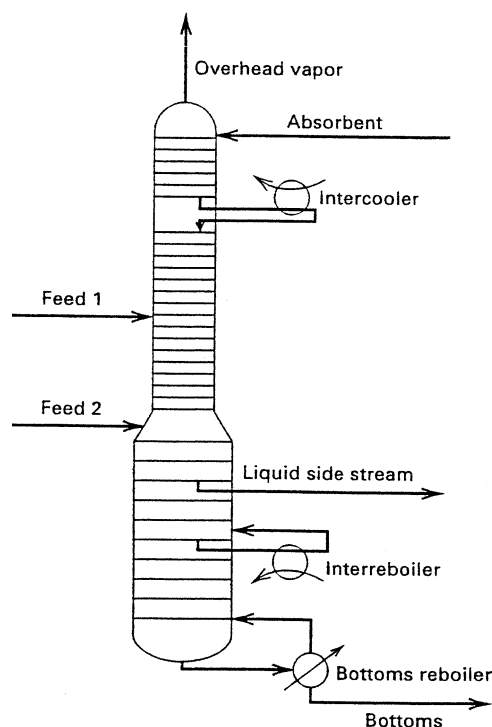 Overhead vapor
Absorbent
Intercooler
Feed 1
Feed 2
Liquid side stream
Interreboiler
Bottoms reboiler
Bottoms